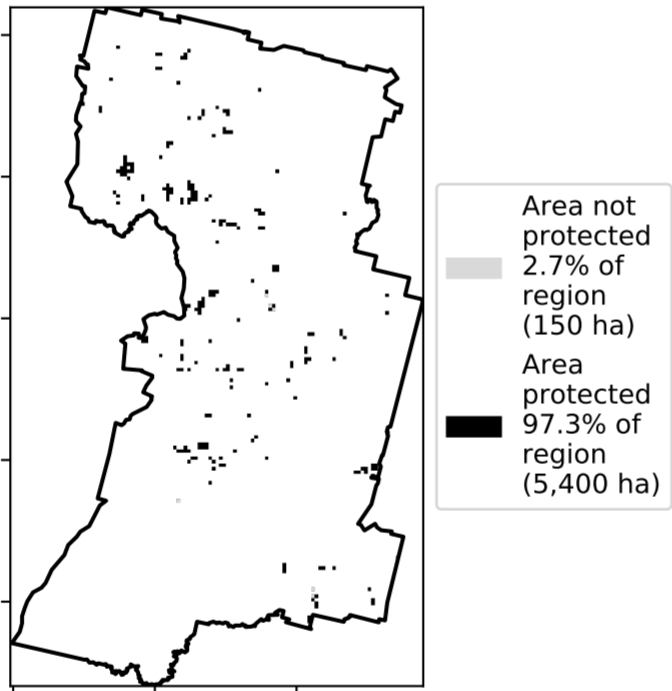 Area not
protected
2.7% of
region
(150 ha)
Area
protected
97.3% of
region
(5,400 ha)